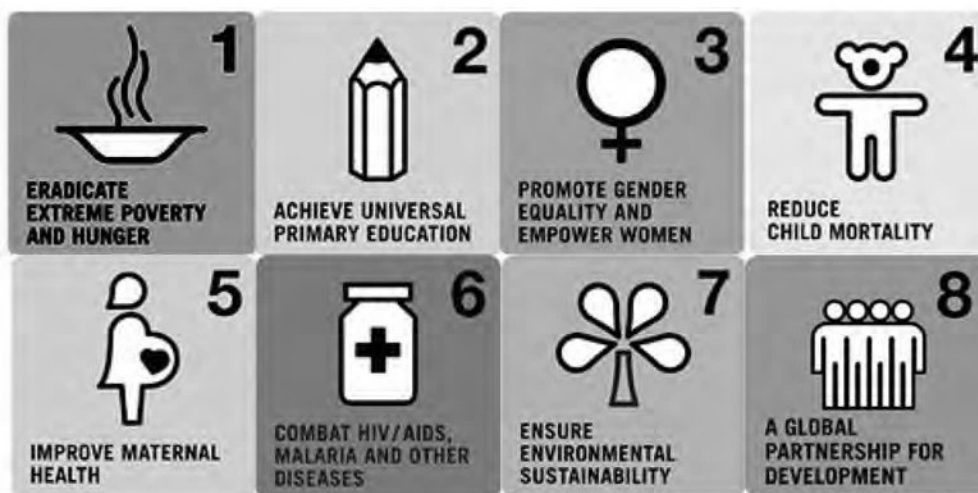 1
ERADICATE
EXTREME POVERTY
AND HUNGER
2
ACHIEVE UNIVERSAL
PRIMARY EDUCATION
3
PROMOTE GENDER
EQUALITY AND
EMPOWER WOMEN
4
REDUCE
CHILD MORTALITY
5
IMPROVE MATERNAL
HEALTH
6
COMBAT HIV/AIDS,
MALARIA AND OTHER
DISEASES
7
ENSURE
ENVIRONMENTAL
SUSTAINABILITY
8
A GLOBAL
PARTNERSHIP FOR
DEVELOPMENT